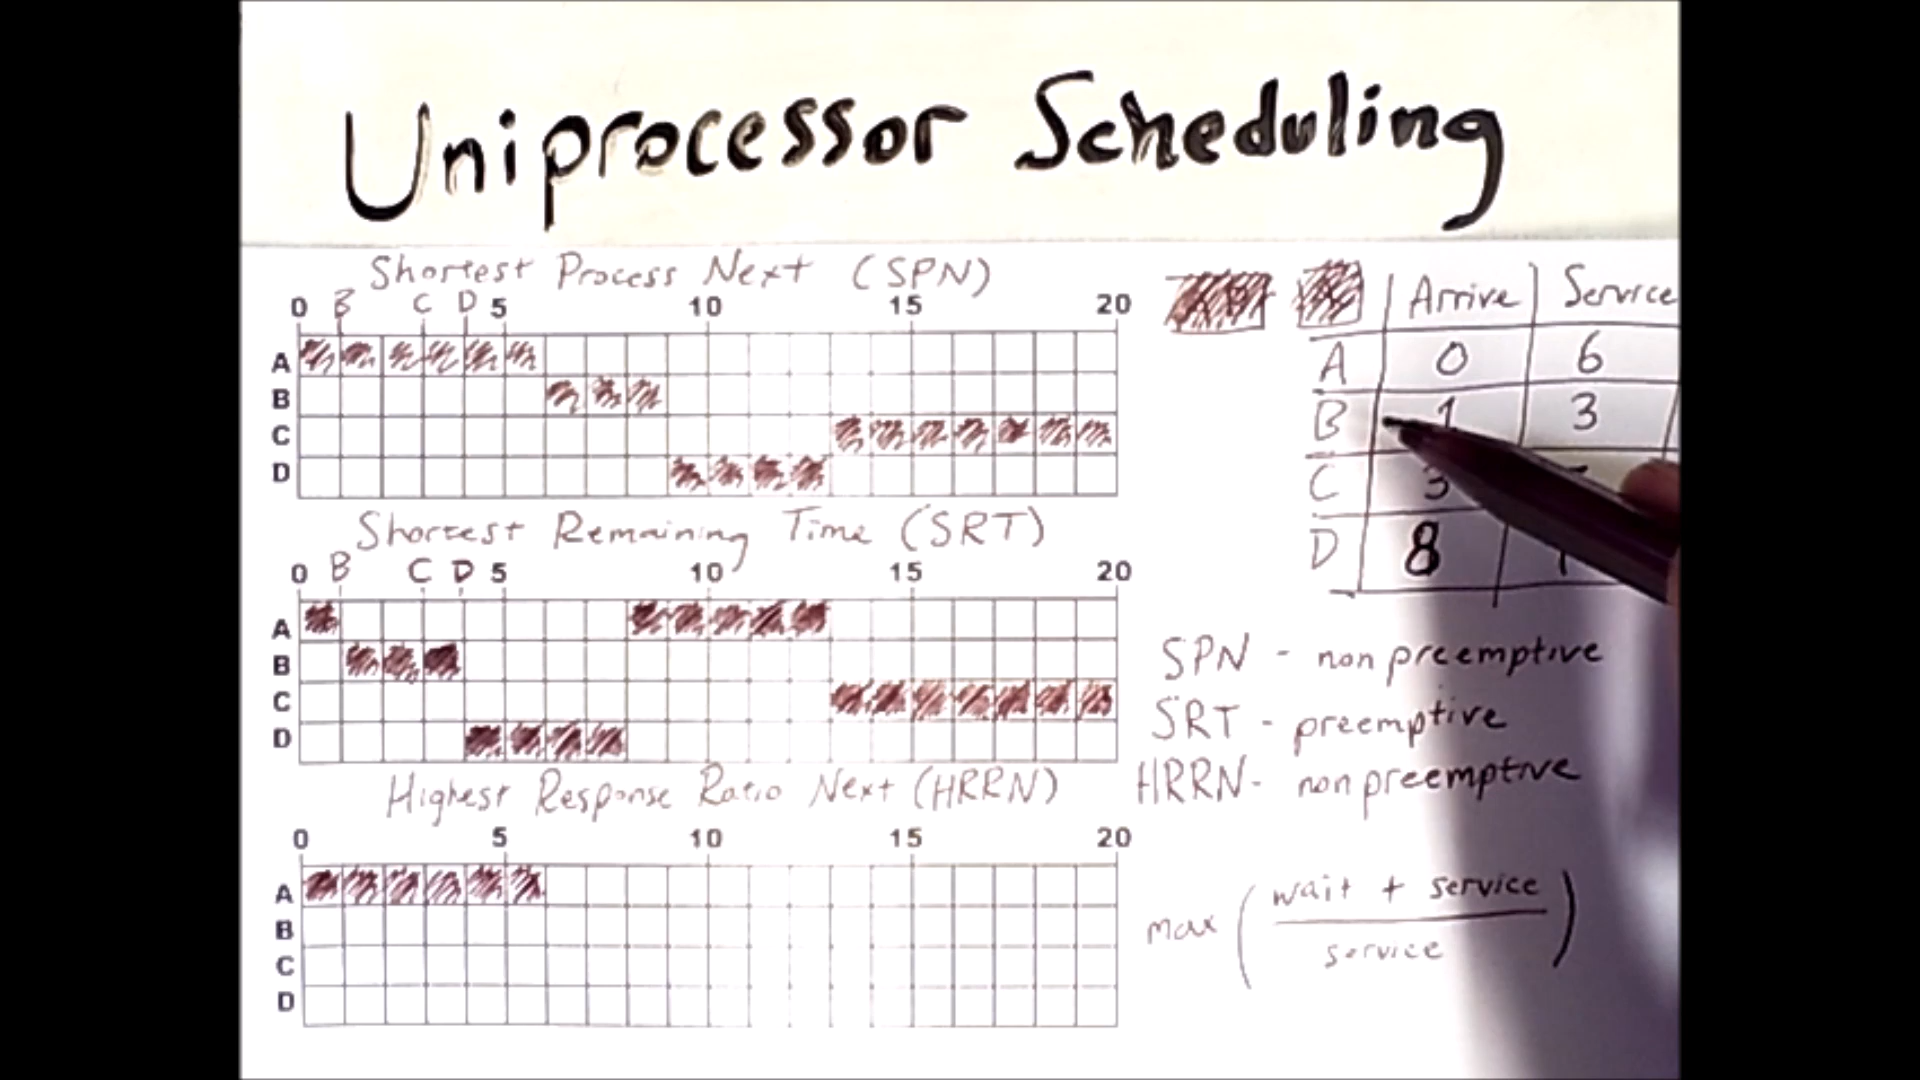 Uniprocessor Scheduling
Shortest Process Next (SPN)
0 B C D 5 10 15 20
A
B
C
D
Shortest Remaining Time (SRT)
0 B C D 5 10 15 20
A
B
C
D
Highest Response Ratio Next (HRRN)
0 5 10 15 20
A
B
C
D
Arrive Service
A 0 6
B 1 3
C 3
D 8
SPN - nonpreemptive
SRT - preemptive
HRRN- nonpreemptive
max ( wait + service
service )